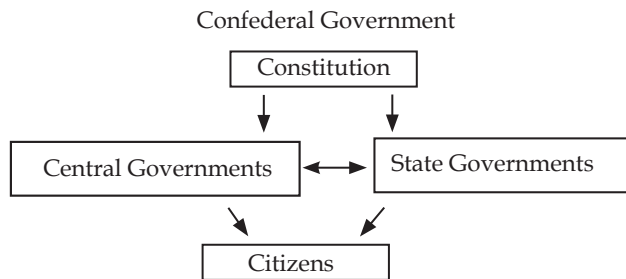 Confederal Government
Constitution
Central Governments
State Governments
Citizens